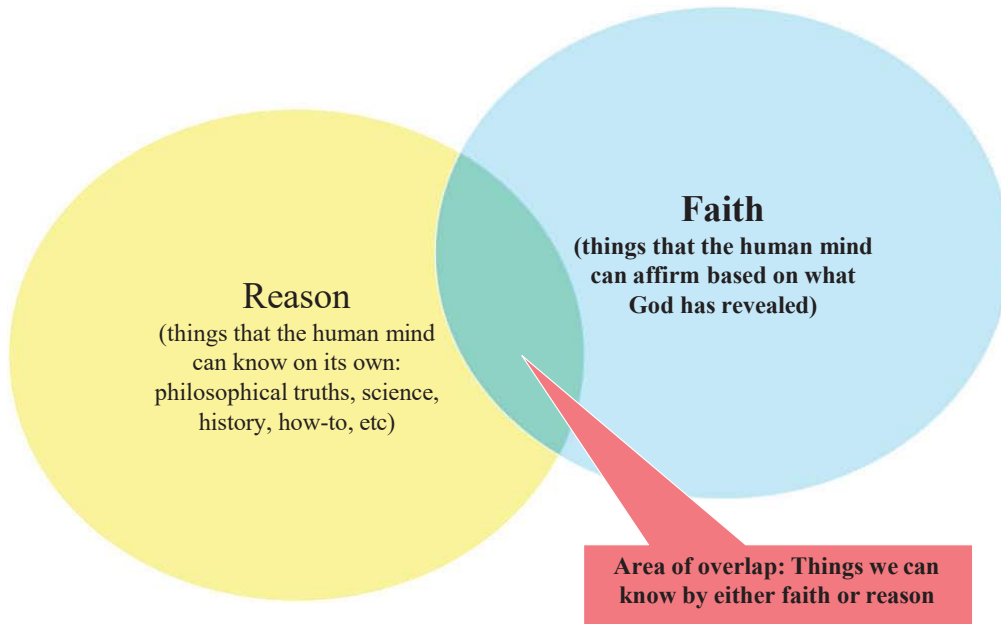 Reason
(things that the human mind
can know on its own:
philosophical truths, science,
history, how-to, etc)
Faith
(things that the human mind
can affirm based on what
God has revealed)
Area of overlap: Things we can
know by either faith or reason